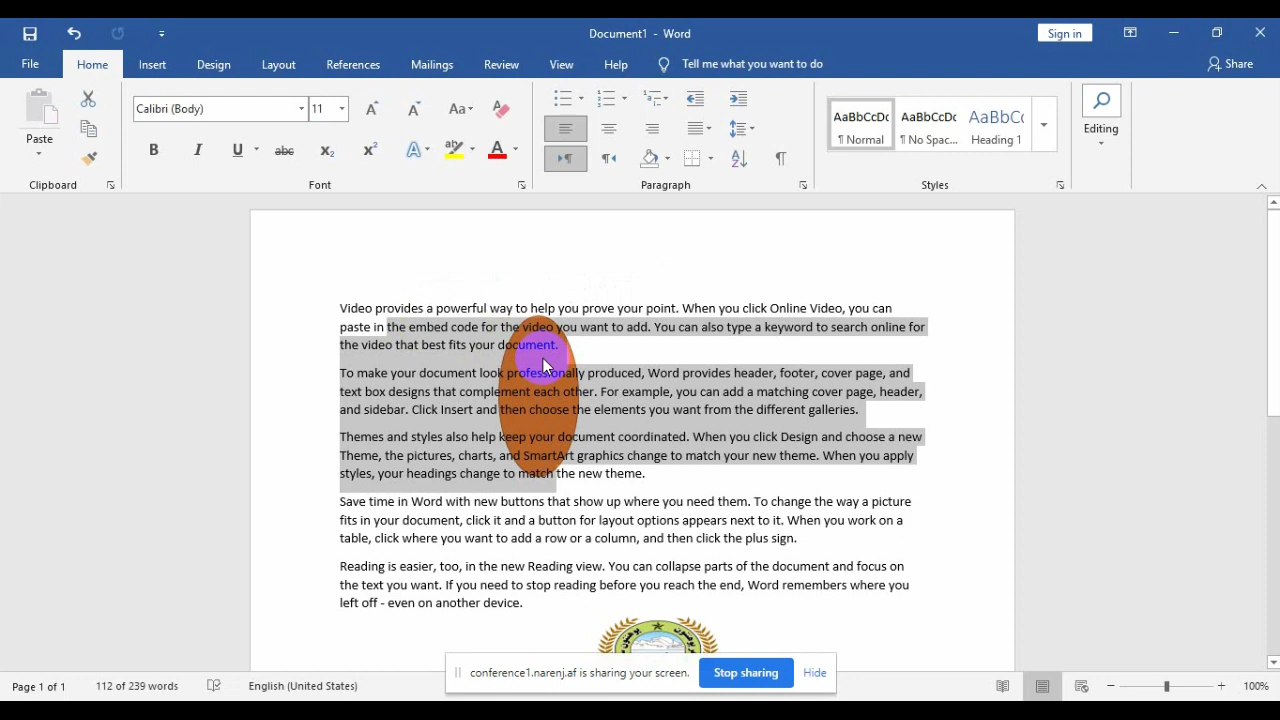 Document1 - Word
Sign in
File Home Insert Design Layout References Mailings Review View Help Tell me what you want to do Share
Calibri (Body) 11
Paste
B I U abc X₂ X²
AaBbCcDc AaBbCcDc AaBbCc
¶ Normal ¶ No Spac... Heading 1
Editing
Clipboard Font Paragraph Styles
Video provides a powerful way to help you prove your point. When you click Online Video, you can
paste in the embed code for the video you want to add. You can also type a keyword to search online for
the video that best fits your document.
To make your document look professionally produced, Word provides header, footer, cover page, and
text box designs that complement each other. For example, you can add a matching cover page, header,
and sidebar. Click Insert and then choose the elements you want from the different galleries.
Themes and styles also help keep your document coordinated. When you click Design and choose a new
Theme, the pictures, charts, and SmartArt graphics change to match your new theme. When you apply
styles, your headings change to match the new theme.
Save time in Word with new buttons that show up where you need them. To change the way a picture
fits in your document, click it and a button for layout options appears next to it. When you work on a
table, click where you want to add a row or a column, and then click the plus sign.
Reading is easier, too, in the new Reading view. You can collapse parts of the document and focus on
the text you want. If you need to stop reading before you reach the end, Word remembers where you
left off - even on another device.
conference1.narenj.af is sharing your screen. Stop sharing Hide
Page 1 of 1 112 of 239 words English (United States) 100%